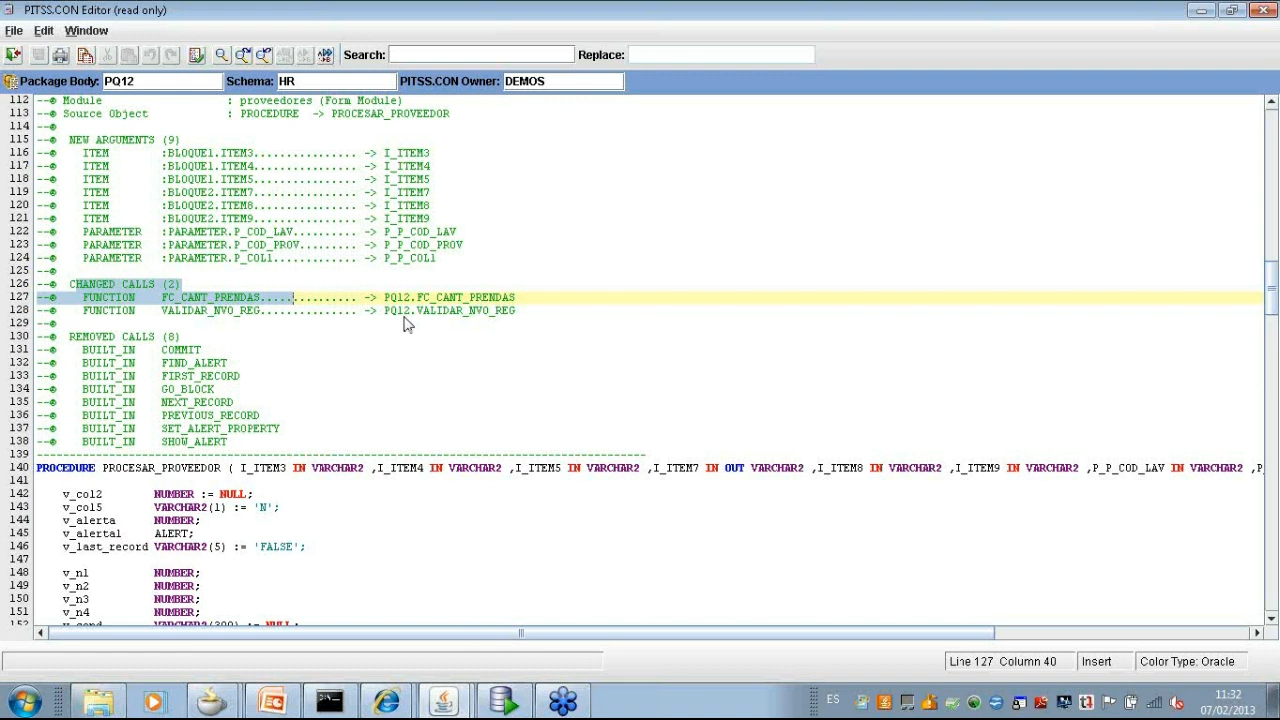 PITSS.CON Editor (read only)
File Edit Window
Search: Replace:
Package Body: PQ12 Schema: HR PITSS.CON Owner: DEMOS
112 --@ Module : proveedores (Form Module)
113 --@ Source Object : PROCEDURE -> PROCESAR_PROVEEDOR
114 --@
115 --@ NEW ARGUMENTS (9)
116 --@ ITEM :BLOQUE1.ITEM3................ -> I_ITEM3
117 --@ ITEM :BLOQUE1.ITEM4................ -> I_ITEM4
118 --@ ITEM :BLOQUE1.ITEM5................ -> I_ITEM5
119 --@ ITEM :BLOQUE2.ITEM7................ -> I_ITEM7
120 --@ ITEM :BLOQUE2.ITEM8................ -> I_ITEM8
121 --@ ITEM :BLOQUE2.ITEM9................ -> I_ITEM9
122 --@ PARAMETER :PARAMETER.P_COD_LAV.......... -> P_P_COD_LAV
123 --@ PARAMETER :PARAMETER.P_COD_PROV......... -> P_P_COD_PROV
124 --@ PARAMETER :PARAMETER.P_COL1............. -> P_P_COL1
125 --@
126 --@ CHANGED CALLS (2)
127 --@ FUNCTION FC_CANT_PRENDAS............... -> PQ12.FC_CANT_PRENDAS
128 --@ FUNCTION VALIDAR_NVO_REG............... -> PQ12.VALIDAR_NVO_REG
129 --@
130 --@ REMOVED CALLS (8)
131 --@ BUILT_IN COMMIT
132 --@ BUILT_IN FIND_ALERT
133 --@ BUILT_IN FIRST_RECORD
134 --@ BUILT_IN GO_BLOCK
135 --@ BUILT_IN NEXT_RECORD
136 --@ BUILT_IN PREVIOUS_RECORD
137 --@ BUILT_IN SET_ALERT_PROPERTY
138 --@ BUILT_IN SHOW_ALERT
139 ---------------------------------------------------------------------------------------------
140 PROCEDURE PROCESAR_PROVEEDOR ( I_ITEM3 IN VARCHAR2 ,I_ITEM4 IN VARCHAR2 ,I_ITEM5 IN VARCHAR2 ,I_ITEM7 IN OUT VARCHAR2 ,I_ITEM8 IN VARCHAR2 ,I_ITEM9 IN VARCHAR2 ,P_P_COD_LAV IN VARCHAR2 ,P
141
142 v_col2 NUMBER := NULL;
143 v_col5 VARCHAR2(1) := 'N';
144 v_alerta NUMBER;
145 v_alerta1 ALERT;
146 v_last_record VARCHAR2(5) := 'FALSE';
147
148 v_n1 NUMBER;
149 v_n2 NUMBER;
150 v_n3 NUMBER;
151 v_n4 NUMBER;
152 v_cond VARCHAR2(300) := NULL;
Line 127 Column 40 Insert Color Type: Oracle
ES 11:32
07/02/2013